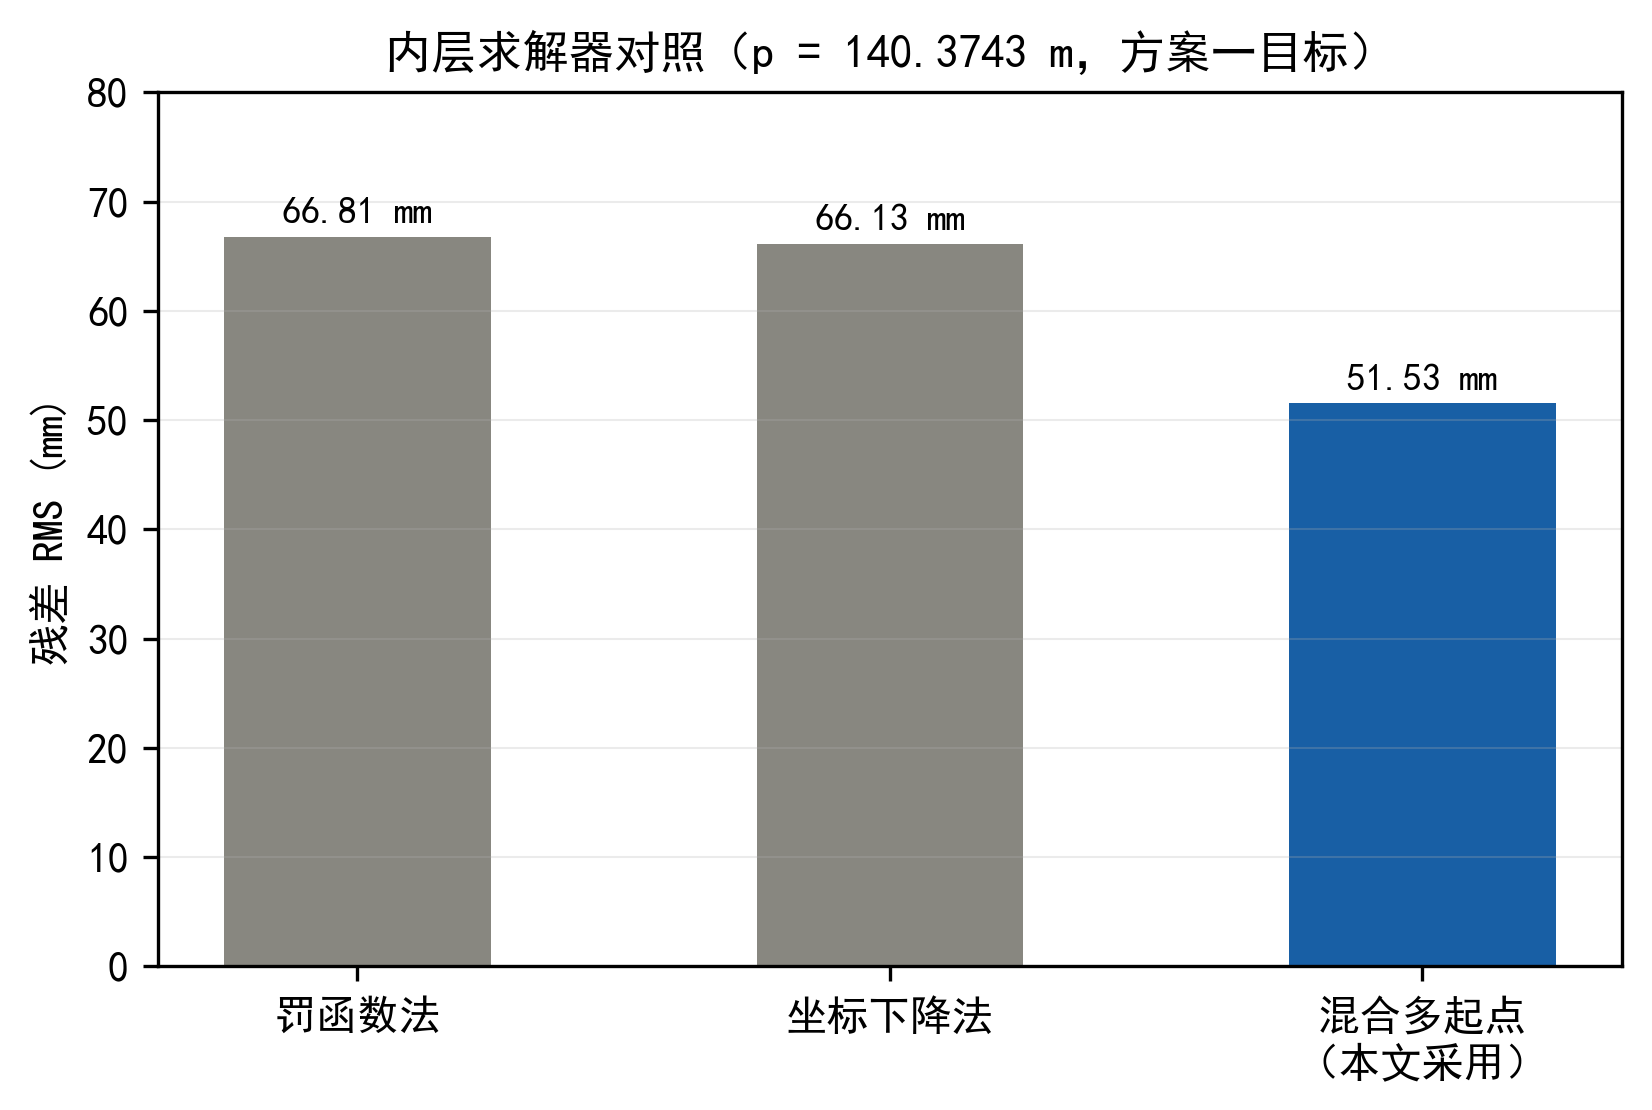 内层求解器对照（p = 140.3743 m，方案一目标）
残差 RMS (mm)
80
70
60
50
40
30
20
10
0
66.81 mm
66.13 mm
51.53 mm
罚函数法
坐标下降法
混合多起点
（本文采用）